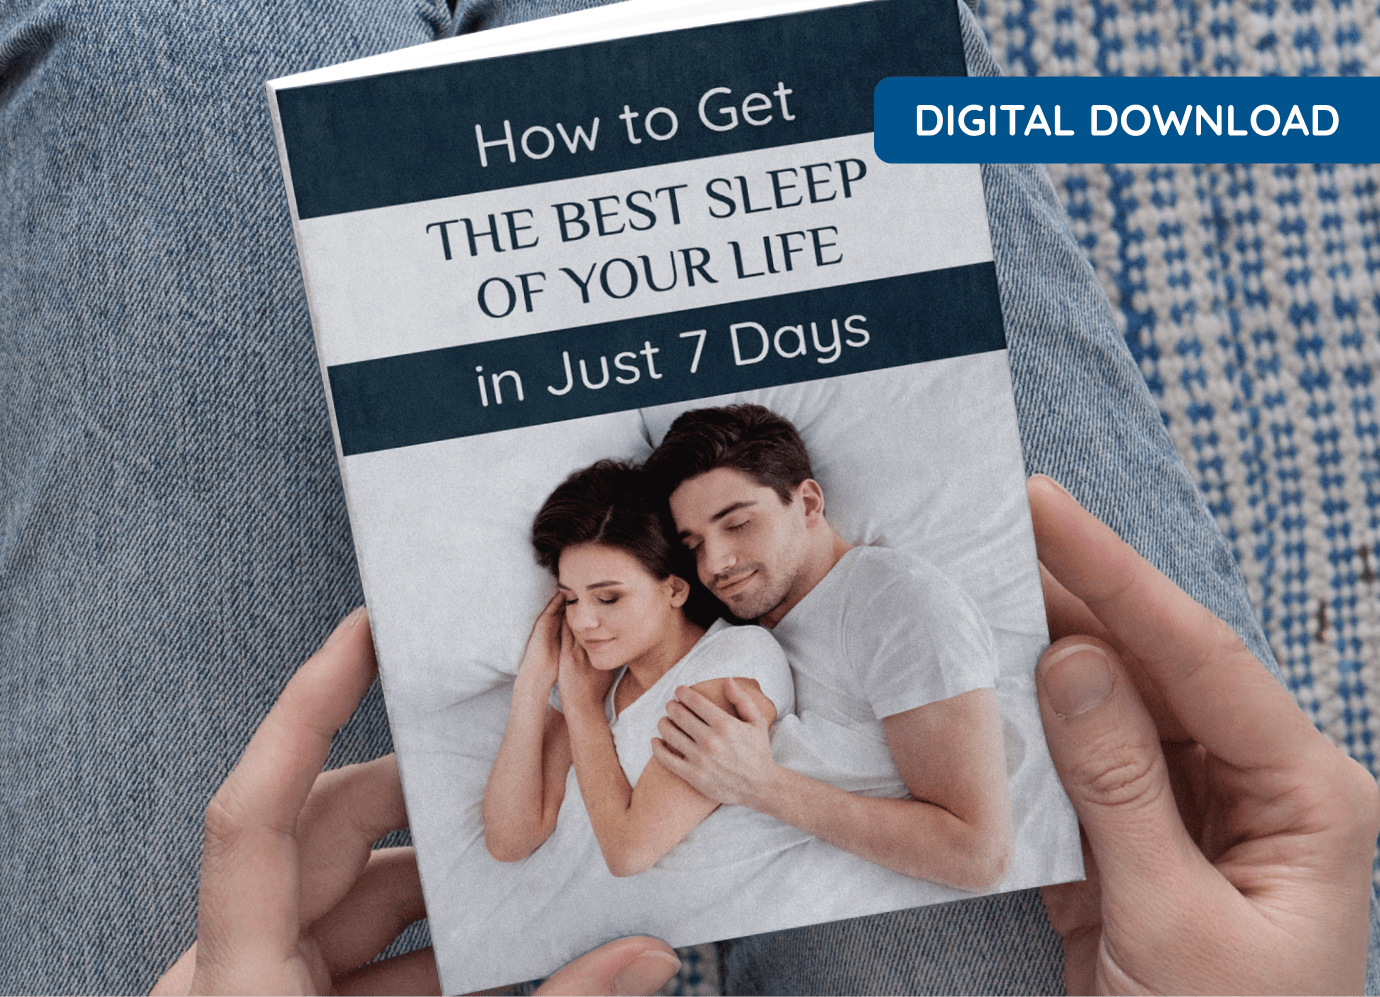 How to Get
THE BEST SLEEP
OF YOUR LIFE
in Just 7 Days
DIGITAL DOWNLOAD